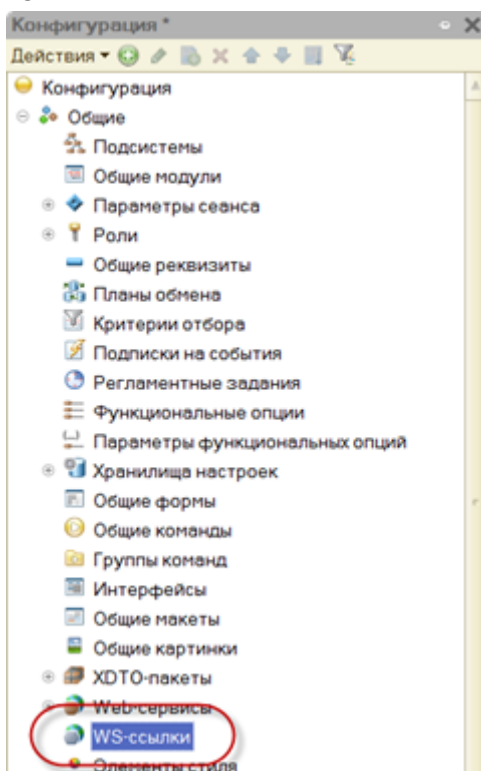 Конфигурация *
Действия
Конфигурация
Общие
Подсистемы
Общие модули
Параметры сеанса
Роли
Общие реквизиты
Планы обмена
Критерии отбора
Подписки на события
Регламентные задания
Функциональные опции
Параметры функциональных опций
Хранилища настроек
Общие формы
Общие команды
Группы команд
Интерфейсы
Общие макеты
Общие картинки
XDTO-пакеты
Web-сервисы
WS-ссылки
Элементы стиля